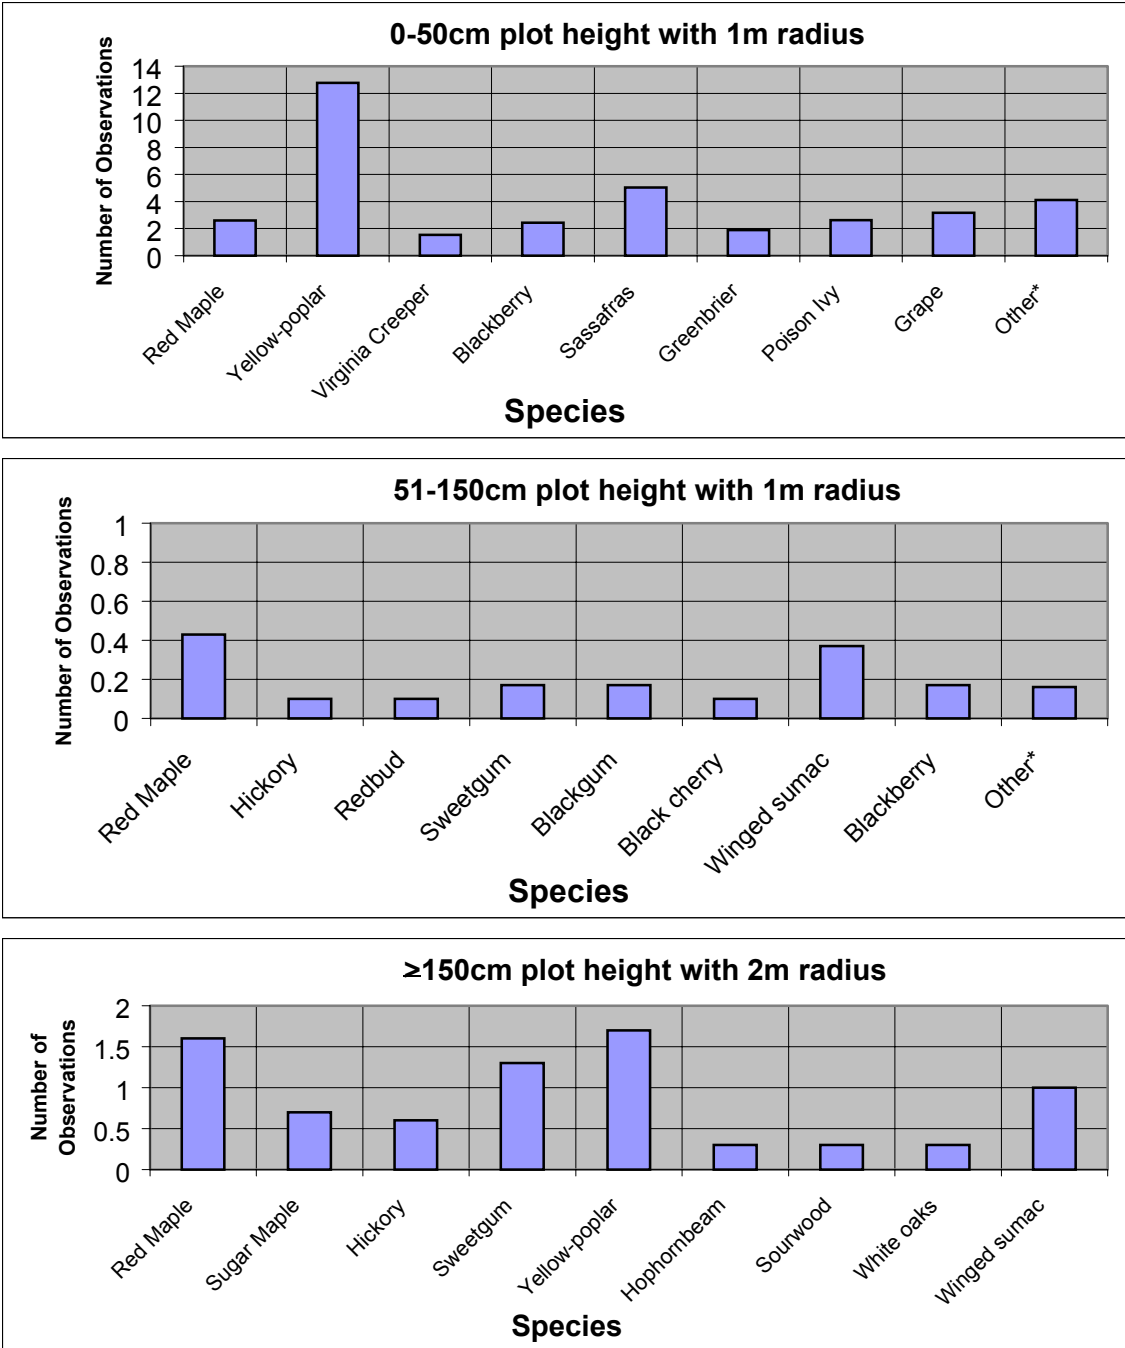 0-50cm plot height with 1m radius
Number of Observations
14
12
10
8
6
4
2
0
Red Maple
Yellow-poplar
Virginia Creeper
Blackberry
Sassafras
Greenbrier
Poison Ivy
Grape
Other*
Species
51-150cm plot height with 1m radius
Number of Observations
1
0.8
0.6
0.4
0.2
0
Red Maple
Hickory
Redbud
Sweetgum
Blackgum
Black cherry
Winged sumac
Blackberry
Other*
Species
≥150cm plot height with 2m radius
Number of
Observations
2
1.5
1
0.5
0
Red Maple
Sugar Maple
Hickory
Sweetgum
Yellow-poplar
Hophornbeam
Sourwood
White oaks
Winged sumac
Species